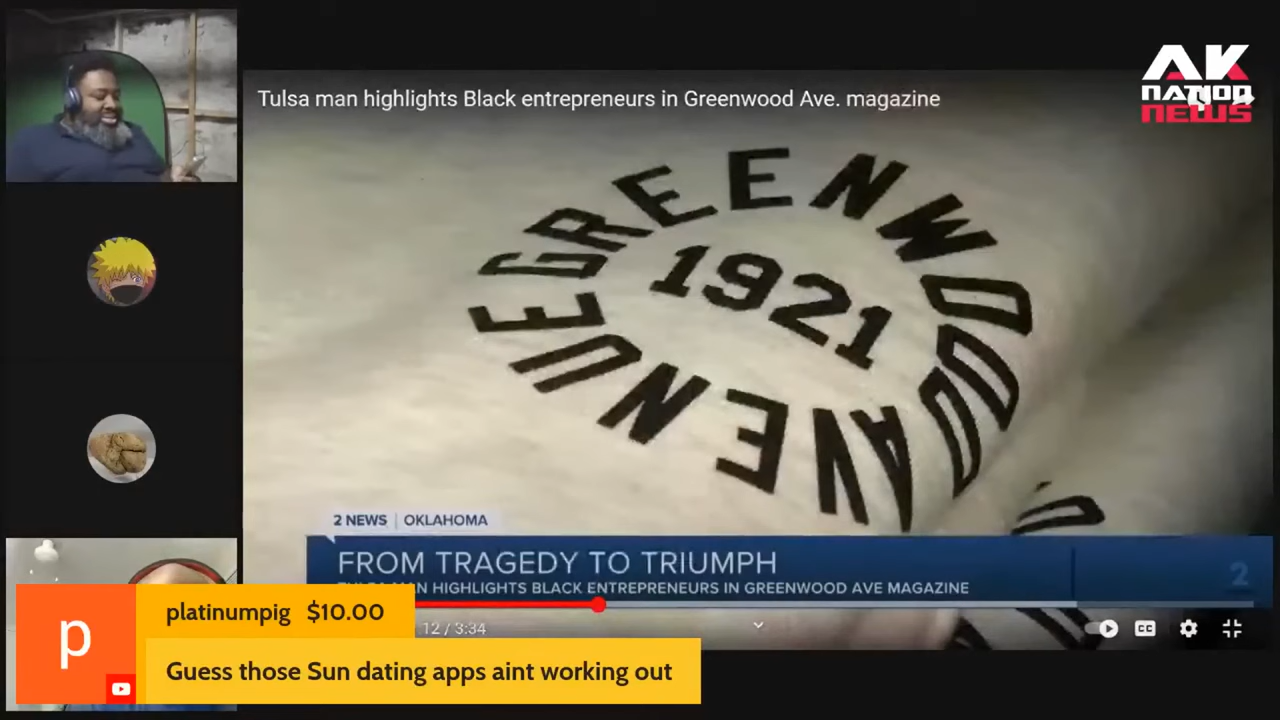 AK
NATION
NEWS
Tulsa man highlights Black entrepreneurs in Greenwood Ave. magazine
GREENWOOD AVENUE
1921
2 NEWS | OKLAHOMA
FROM TRAGEDY TO TRIUMPH
HIGHLIGHTS BLACK ENTREPRENEURS IN GREENWOOD AVE MAGAZINE
2
12 / 3:34
CC
p
platinumpig $10.00
Guess those Sun dating apps aint working out